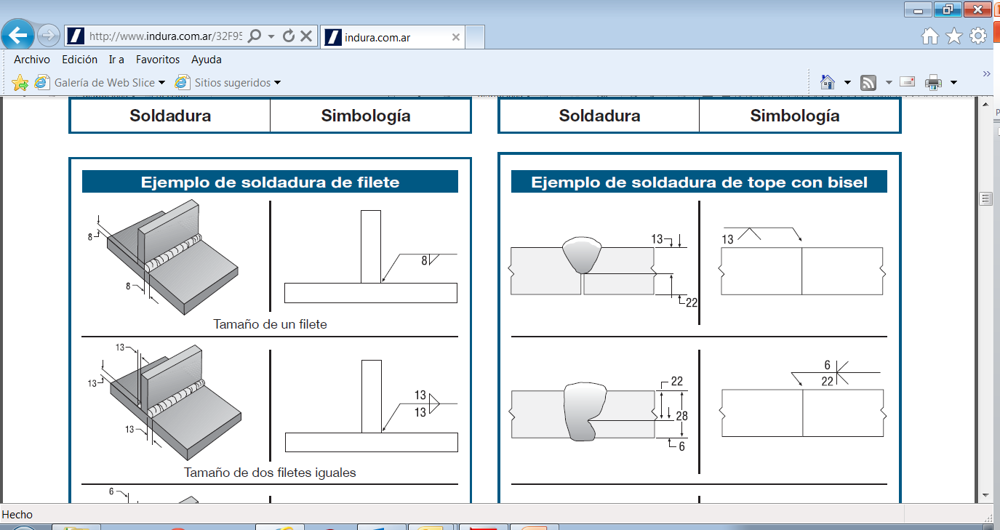 http://www.indura.com.ar/32F95
indura.com.ar
Archivo Edición Ir a Favoritos Ayuda
Galería de Web Slice Sitios sugeridos
Soldadura Simbología
Soldadura Simbología
Ejemplo de soldadura de filete
8
8
8
Tamaño de un filete
13
13
13
13
13
Tamaño de dos filetes iguales
6
Ejemplo de soldadura de tope con bisel
13
22
13
22
28
6
6
22
Hecho